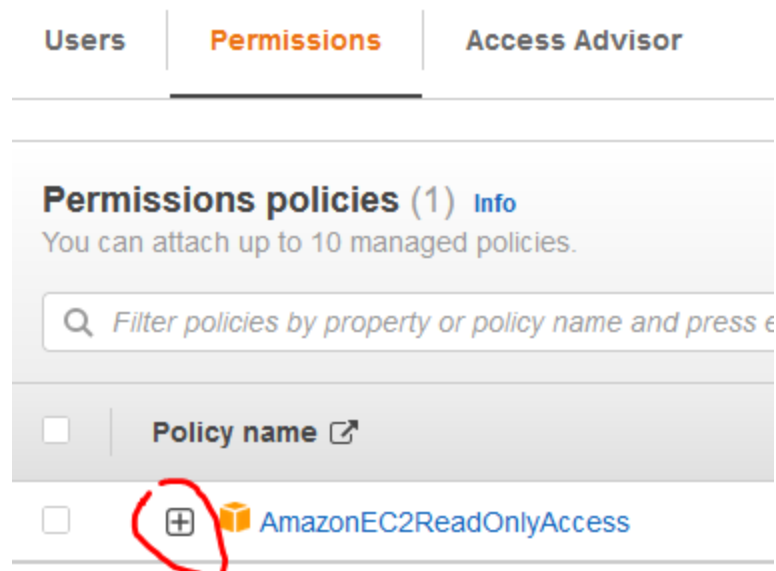 Users Permissions Access Advisor
Permissions policies (1) Info
You can attach up to 10 managed policies.
Filter policies by property or policy name and press e
Policy name
AmazonEC2ReadOnlyAccess